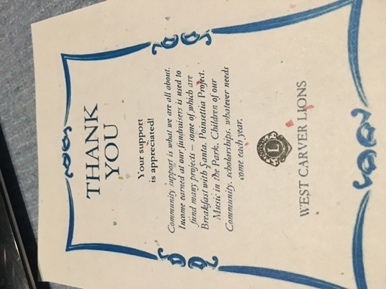 THANK
YOU
Your support
is appreciated!
Community support is what we are all about.
earned at our fundraisers is used to
fund many projects – some of which are
Breakfast with Santa, Poinsettia Project,
Music in the Park, Children of our
Community, scholarships, whatever needs
come each year.
L
WEST CARVER LIONS